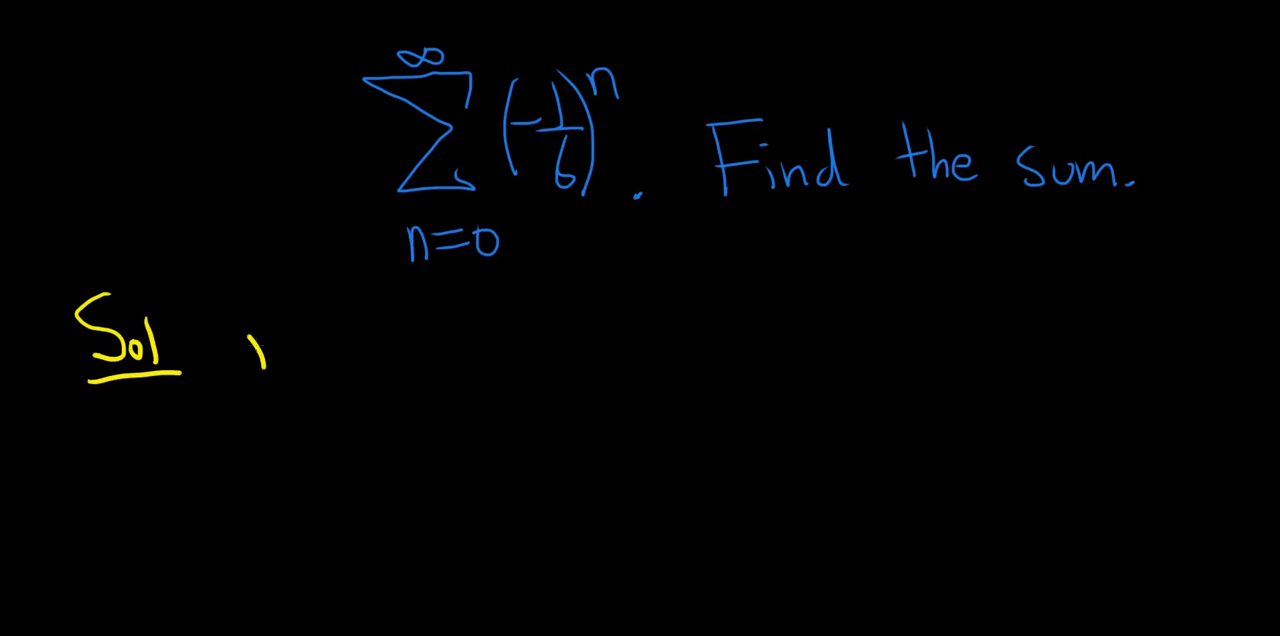 ∞
∑ (-1/6)^n. Find the sum.
n=0
Sol